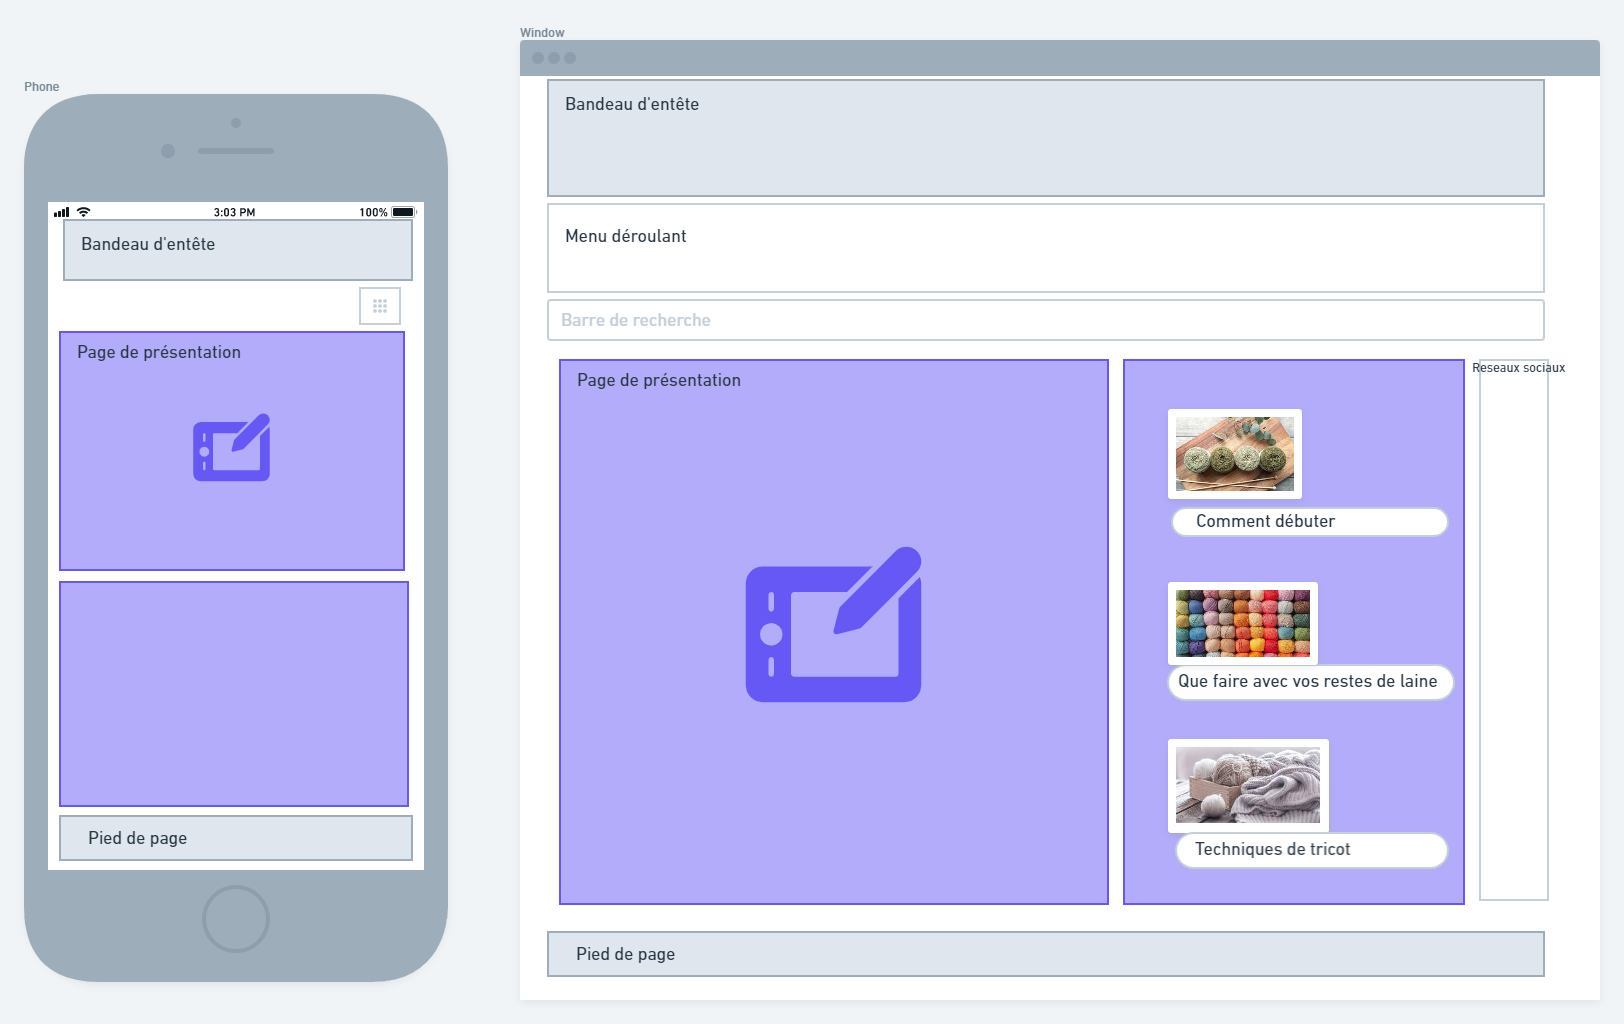 Phone
3:03 PM
100%
Bandeau d'entête
Page de présentation
Pied de page
Window
Bandeau d'entête
Menu déroulant
Barre de recherche
Page de présentation
Comment débuter
Que faire avec vos restes de laine
Techniques de tricot
Reseaux sociaux
Pied de page